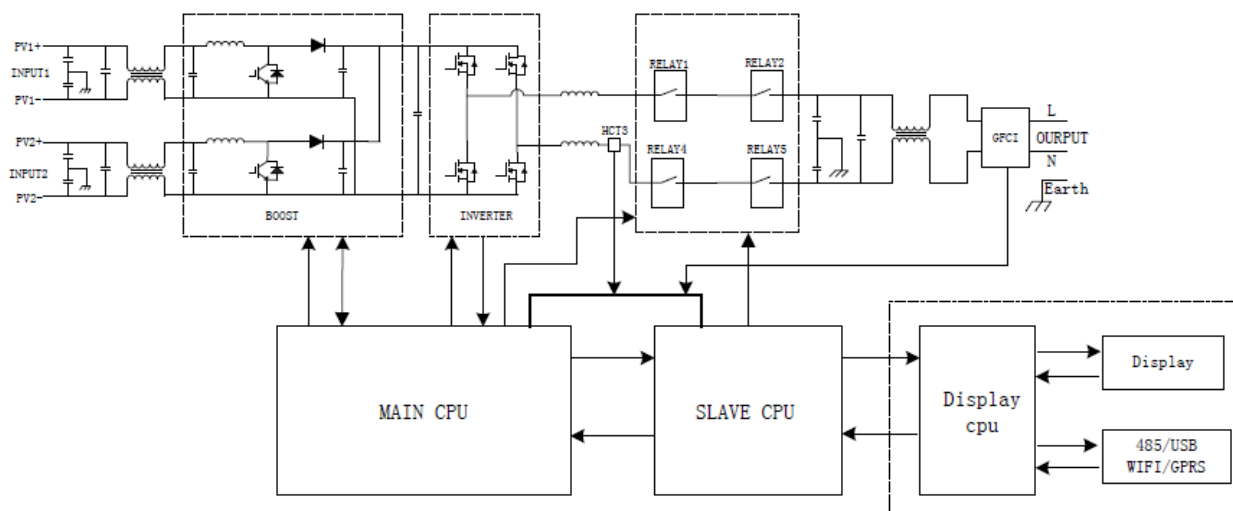 PV1+
INPUT1
PV1-
PV2+
INPUT2
PV2-
BOOST
INVERTER
HCT3
RELAY1
RELAY2
RELAY4
RELAY5
GFCI
L
OURPUT
N
Earth
MAIN CPU
SLAVE CPU
Display
cpu
Display
485/USB
WIFI/GPRS